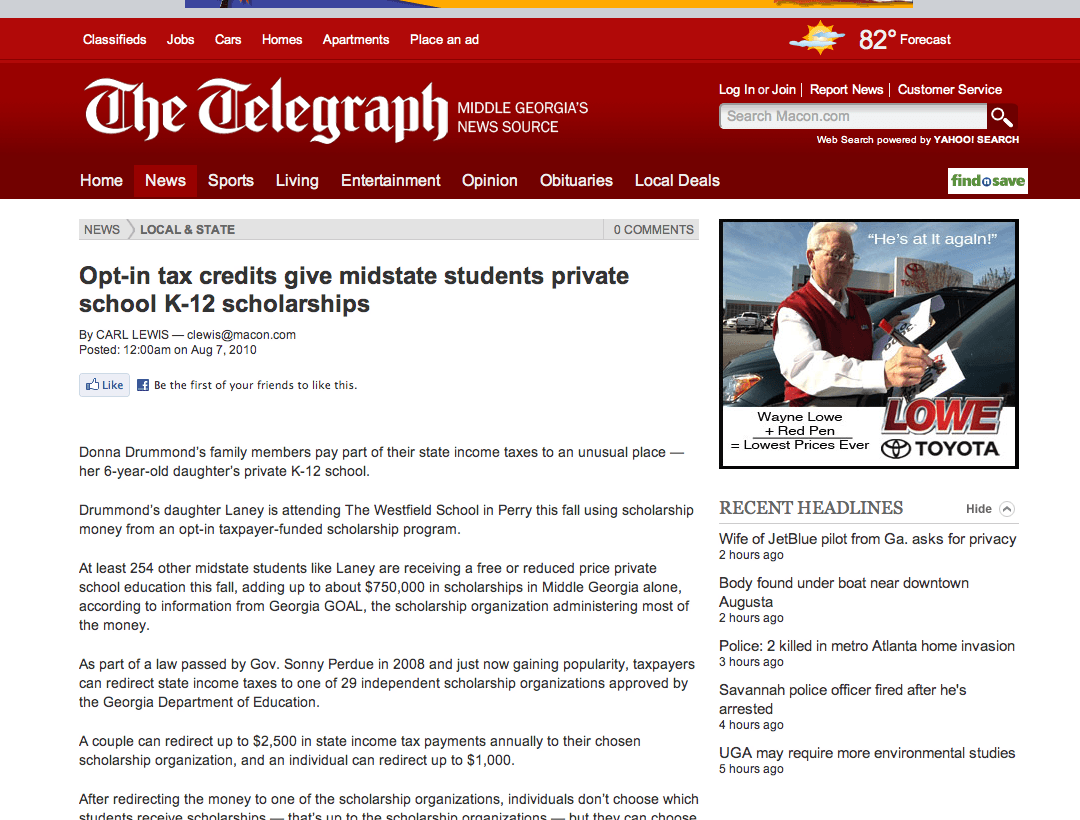 Classifieds Jobs Cars Homes Apartments Place an ad
82° Forecast
The Telegraph
MIDDLE GEORGIA'S
NEWS SOURCE
Log In or Join | Report News | Customer Service
Search Macon.com
Web Search powered by YAHOO! SEARCH
Home News Sports Living Entertainment Opinion Obituaries Local Deals
find n save
NEWS LOCAL & STATE 0 COMMENTS
Opt-in tax credits give midstate students private
school K-12 scholarships
By CARL LEWIS — clewis@macon.com
Posted: 12:00am on Aug 7, 2010
Like Be the first of your friends to like this.
Donna Drummond's family members pay part of their state income taxes to an unusual place —
her 6-year-old daughter's private K-12 school.
Drummond's daughter Laney is attending The Westfield School in Perry this fall using scholarship
money from an opt-in taxpayer-funded scholarship program.
At least 254 other midstate students like Laney are receiving a free or reduced price private
school education this fall, adding up to about $750,000 in scholarships in Middle Georgia alone,
according to information from Georgia GOAL, the scholarship organization administering most of
the money.
As part of a law passed by Gov. Sonny Perdue in 2008 and just now gaining popularity, taxpayers
can redirect state income taxes to one of 29 independent scholarship organizations approved by
the Georgia Department of Education.
A couple can redirect up to $2,500 in state income tax payments annually to their chosen
scholarship organization, and an individual can redirect up to $1,000.
After redirecting the money to one of the scholarship organizations, individuals don't choose which
students receive scholarships — that's up to the scholarship organizations — but they can choose
"He's at it again!"
TOYOTA
Wayne Lowe
+ Red Pen
= Lowest Prices Ever
LOWE
TOYOTA
RECENT HEADLINES Hide
Wife of JetBlue pilot from Ga. asks for privacy
2 hours ago
Body found under boat near downtown
Augusta
2 hours ago
Police: 2 killed in metro Atlanta home invasion
3 hours ago
Savannah police officer fired after he's
arrested
4 hours ago
UGA may require more environmental studies
5 hours ago